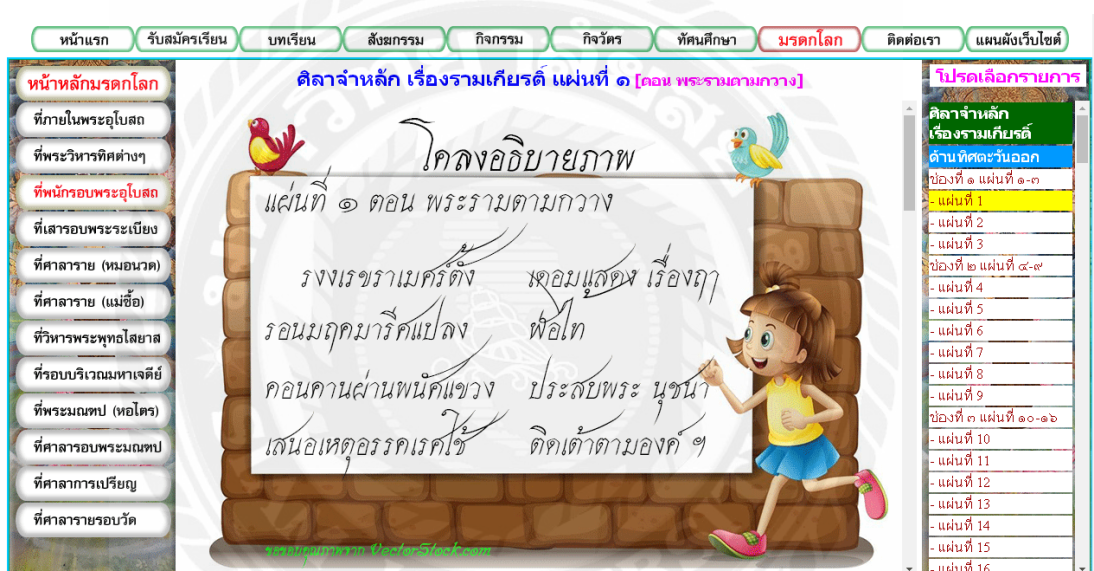 หน้าแรก รับสมัครเรียน บทเรียน สังฆกรรม กิจกรรม กิจวัตร ทัศนศึกษา มรดกโลก ติดต่อเรา แผนผังเว็บไซต์
หน้าหลักมรดกโลก
ที่ภายในพระอุโบสถ
ที่พระวิหารทิศต่างๆ
ที่พนักรอบพระอุโบสถ
ที่เสารอบพระระเบียง
ที่ศาลาราย (หมอนวด)
ที่ศาลาราย (แม่ซื้อ)
ที่วิหารพระพุทธไสยาส
ที่รอบบริเวณมหาเจดีย์
ที่พระมณฑป (หอไตร)
ที่ศาลารอบพระมณฑป
ที่ศาลาการเปรียญ
ที่ศาลารายรอบวัด
ศิลาจำหลัก เรื่องรามเกียรติ์ แผ่นที่ ๑ [ตอน พระรามตามกวาง]
โคลงอธิบายภาพ
แผ่นที่ ๑ ตอน พระรามตามกวาง
รงงเรขราเมศร์ตั้ง เดอมแสดง เรื่องฤๅ
รอนมฤคมารีศแปลง ฟ้อไท
คอนคานผ่านพนัศแขวง ประสบพระ นุชนา
เสนอเหตุอรรคเรศใช้ ติดเต้าตามองค์ ฯ
ขอขอบคุณภาพจาก VectorStock.com
โปรดเลือกรายการ
ศิลาจำหลัก
เรื่องรามเกียรติ์
ด้านทิศตะวันออก
ช่องที่ ๑ แผ่นที่ ๑-๓
- แผ่นที่ 1
- แผ่นที่ 2
- แผ่นที่ 3
ช่องที่ ๒ แผ่นที่ ๔-๙
- แผ่นที่ 4
- แผ่นที่ 5
- แผ่นที่ 6
- แผ่นที่ 7
- แผ่นที่ 8
- แผ่นที่ 9
ช่องที่ ๓ แผ่นที่ ๑๐-๑๖
- แผ่นที่ 10
- แผ่นที่ 11
- แผ่นที่ 12
- แผ่นที่ 13
- แผ่นที่ 14
- แผ่นที่ 15
- แผ่นที่ 16